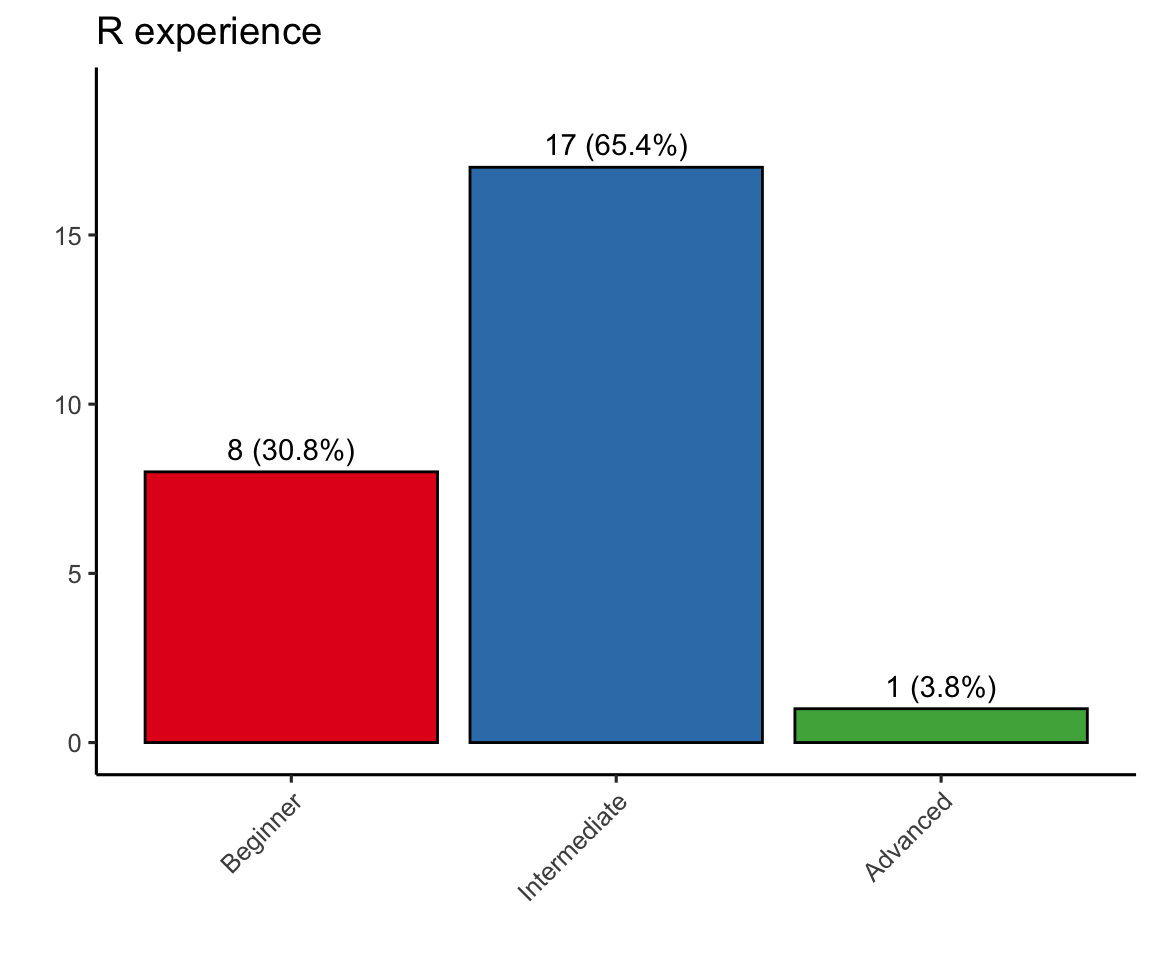 R experience
17 (65.4%)
15
10
8 (30.8%)
5
1 (3.8%)
0
Beginner
Intermediate
Advanced